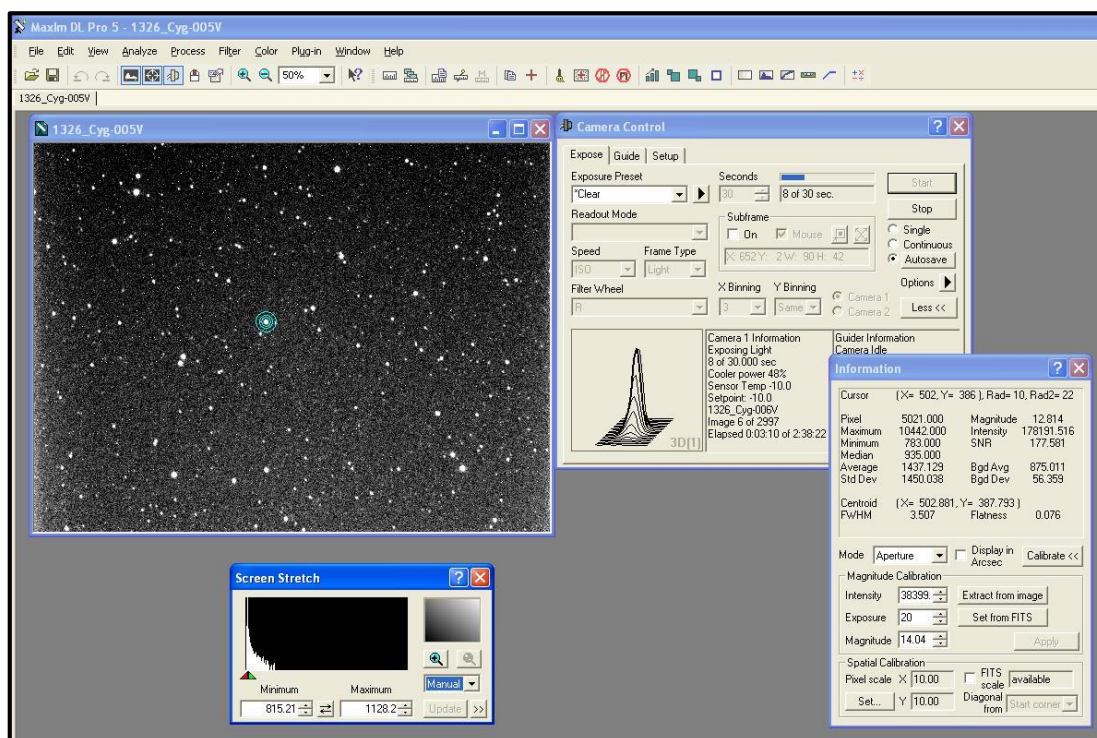 MaxIm DL Pro 5 - 1326_Cyg-005V
File Edit View Analyze Process Filter Color Plug-in Window Help
50%
1326_Cyg-005V
1326_Cyg-005V
Camera Control
Expose Guide Setup
Exposure Preset Seconds
*Clear 30 8 of 30 sec. Start
Stop
Readout Mode Subframe
On Mouse Single
Continuous
Speed Frame Type X: 652 Y: 2 W: 90 H: 42 Autosave
ISO Light
Filter Wheel X Binning Y Binning Camera 1 Options
R 3 Same Camera 2 Less <<
3D[1]
Camera 1 Information
Exposing Light
8 of 30.000 sec
Cooler power 48%
Sensor Temp -10.0
Setpoint: -10.0
1326_Cyg-006V
Image 6 of 2997
Elapsed 0:03:10 of 2:38:22
Guider Information
Camera Idle
Information
Cursor (X= 502, Y= 386 ), Rad= 10, Rad2= 22
Pixel 5021.000 Magnitude 12.814
Maximum 10442.000 Intensity 178191.516
Minimum 783.000 SNR 177.581
Median 935.000
Average 1437.129 Bgd Avg 875.011
Std Dev 1450.038 Bgd Dev 56.359
Centroid (X= 502.881, Y= 387.793 )
FWHM 3.507 Flatness 0.076
Mode Aperture Display in Arcsec Calibrate <<
Magnitude Calibration
Intensity 38399. Extract from image
Exposure 20 Set from FITS
Magnitude 14.04 Apply
Spatial Calibration
Pixel scale X 10.00 FITS scale available
Set... Y 10.00 Diagonal from Start corner
Screen Stretch
Manual
Minimum Maximum
815.21 1128.2 Update >>